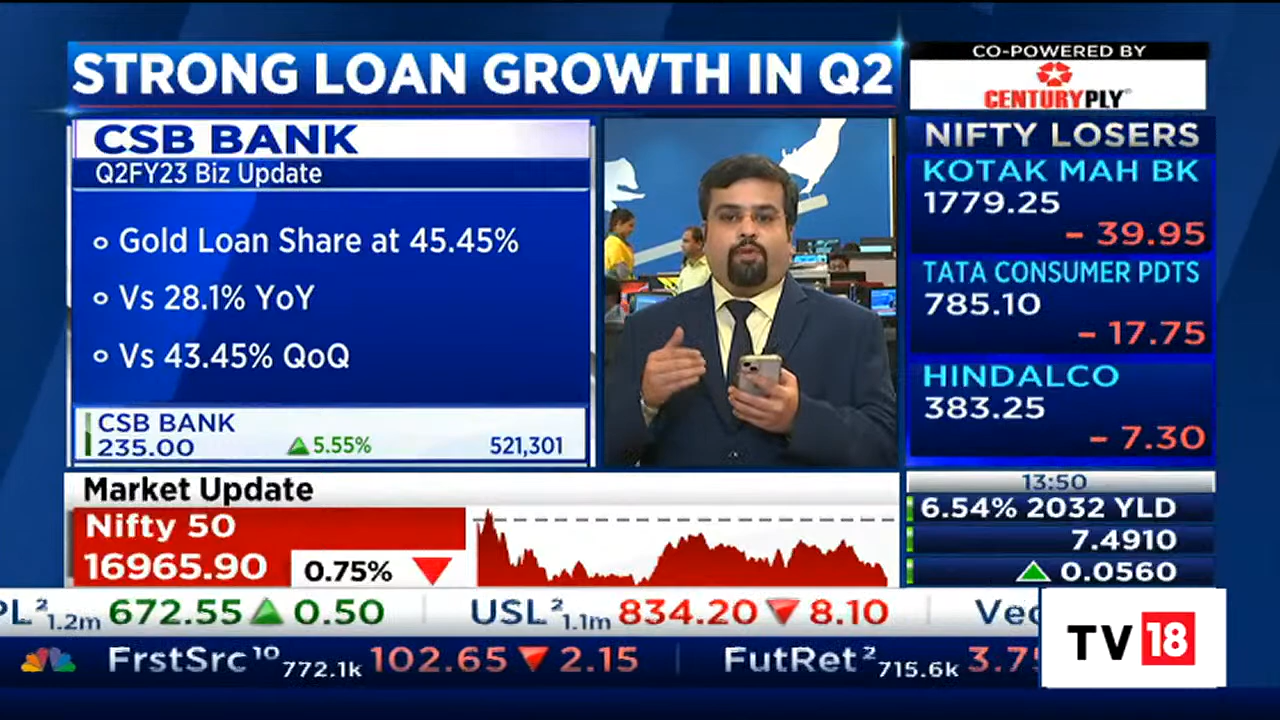 STRONG LOAN GROWTH IN Q2
CO-POWERED BY
CENTURYPLY
CSB BANK
Q2FY23 Biz Update
Gold Loan Share at 45.45%
Vs 28.1% YoY
Vs 43.45% QoQ
CSB BANK
235.00 5.55% 521,301
NIFTY LOSERS
KOTAK MAH BK
1779.25
- 39.95
TATA CONSUMER PDTS
785.10
- 17.75
HINDALCO
383.25
- 7.30
Market Update
Nifty 50
16965.90 0.75%
13:50
6.54% 2032 YLD
7.4910
0.0560
PL² 1.2m 672.55 0.50 USL² 1.1m 834.20 8.10
TV18
FrstSrc¹⁰ 772.1k 102.65 2.15 FutRet² 715.6k